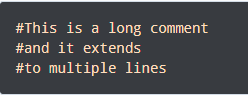 #This is a long comment
#and it extends
#to multiple lines